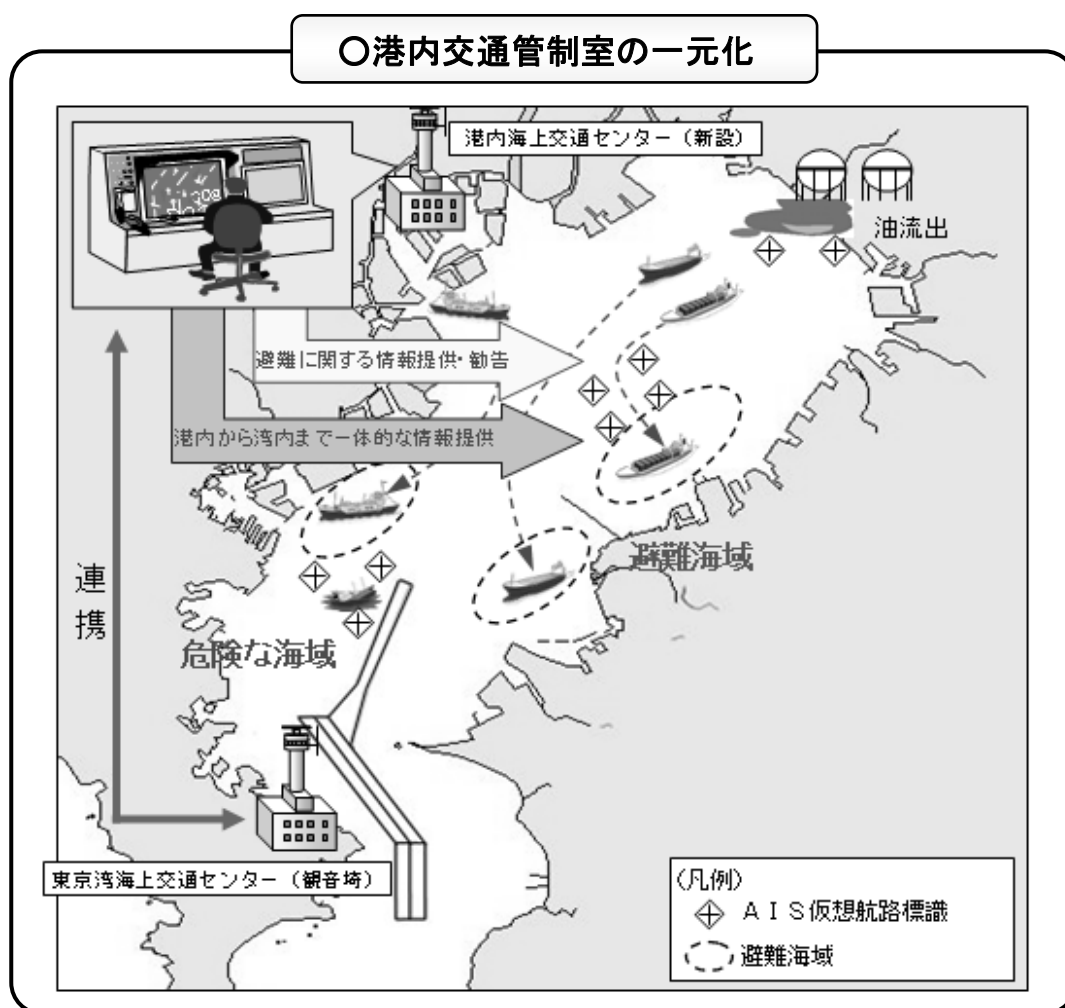 〇港内交通管制室の一元化
港内海上交通センター（新設）
油流出
避難に関する情報提供・勧告
港内から湾内まで一体的な情報提供
避難海域
連携
危険な海域
東京湾海上交通センター（観音埼）
（凡例）
ＡＩＳ仮想航路標識
避難海域